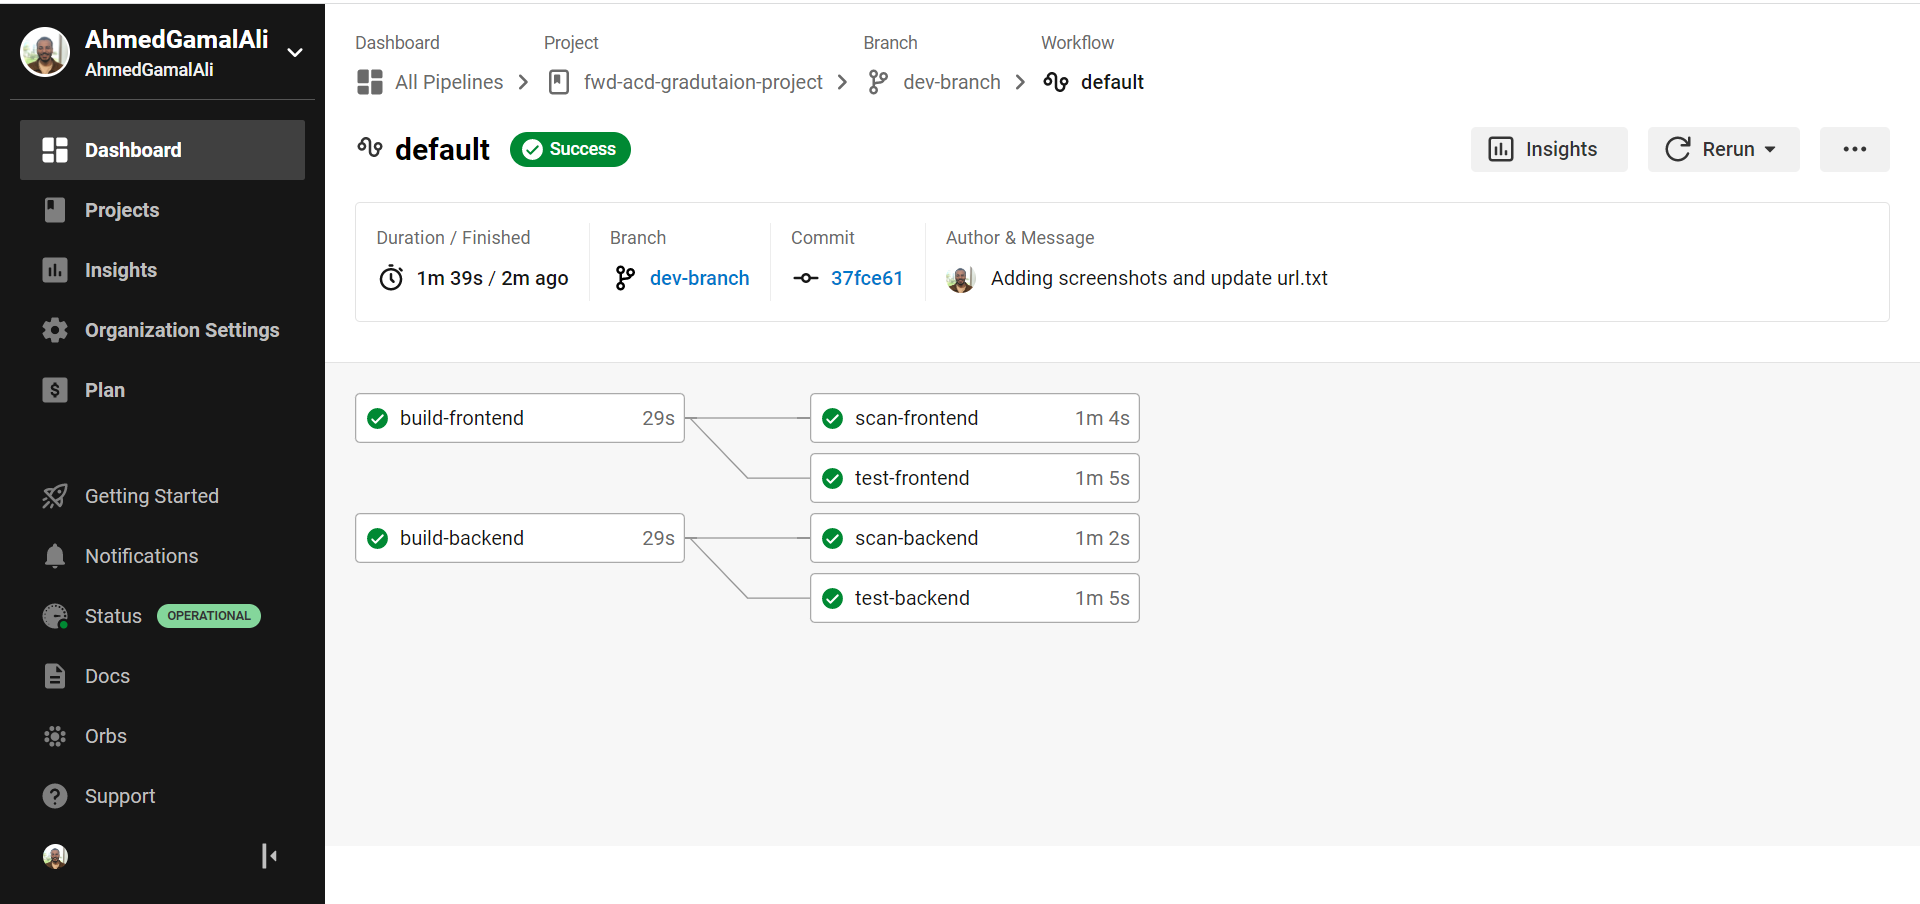 AhmedGamalAli
AhmedGamalAli
Dashboard
Projects
Insights
Organization Settings
Plan
Getting Started
Notifications
Status OPERATIONAL
Docs
Orbs
Support
Dashboard Project Branch Workflow
All Pipelines fwd-acd-gradutaion-project dev-branch default
default Success Insights Rerun
Duration / Finished Branch Commit Author & Message
1m 39s / 2m ago dev-branch 37fce61 Adding screenshots and update url.txt
build-frontend 29s scan-frontend 1m 4s
test-frontend 1m 5s
build-backend 29s scan-backend 1m 2s
test-backend 1m 5s